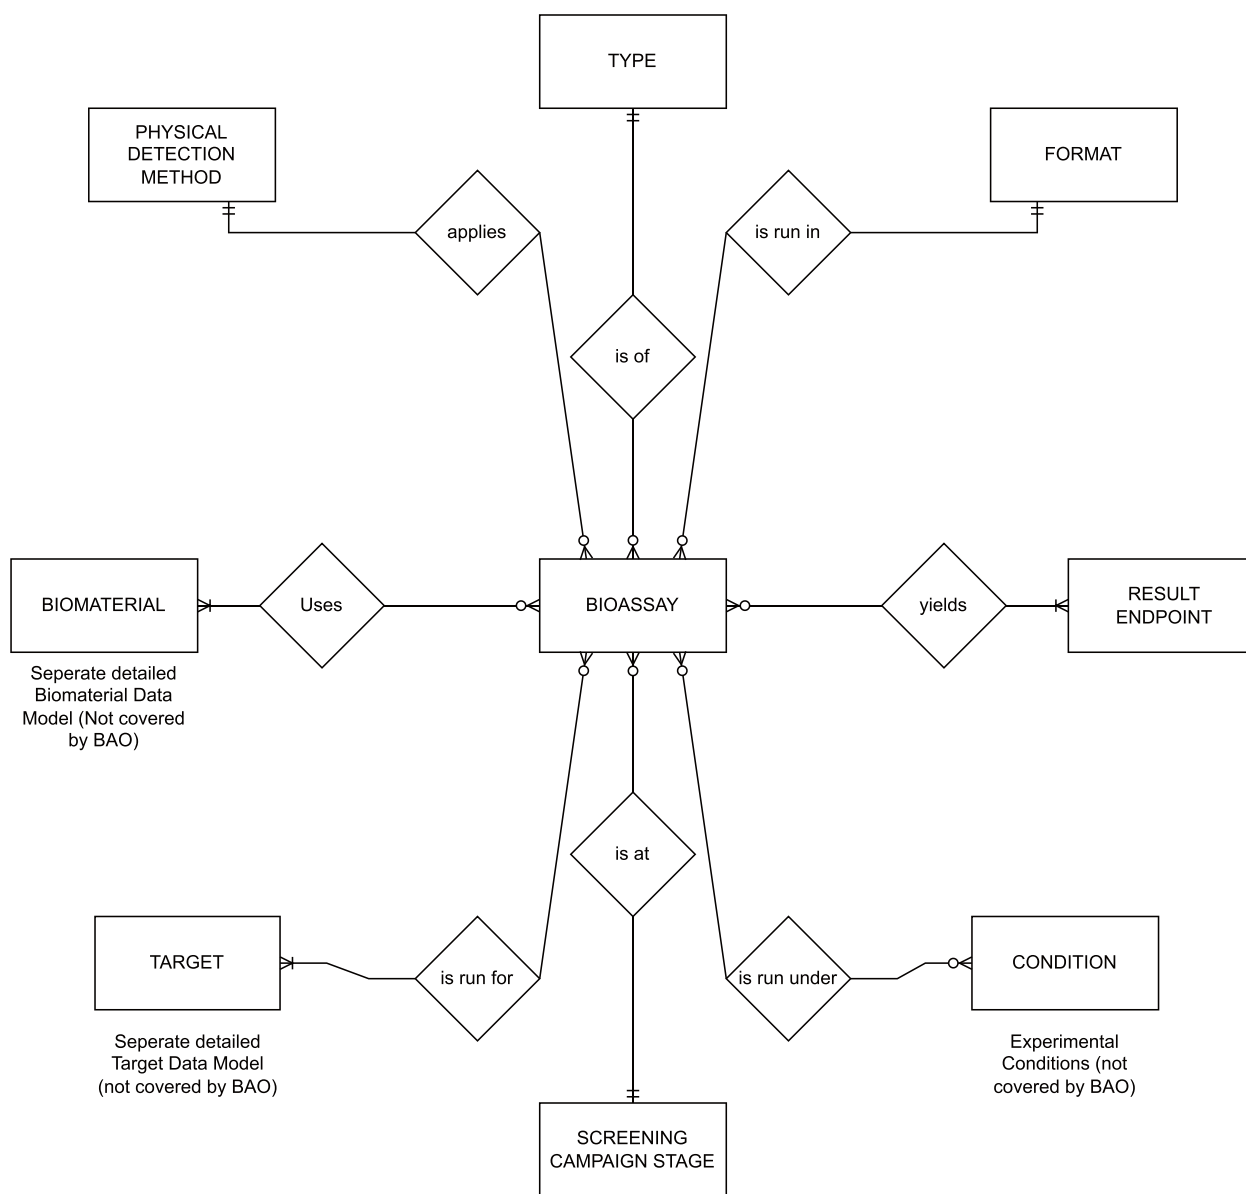 TYPE
PHYSICAL
DETECTION
METHOD
FORMAT
applies
is run in
is of
BIOMATERIAL
Uses
BIOASSAY
yields
RESULT
ENDPOINT
Seperate detailed
Biomaterial Data
Model (Not covered
by BAO)
is at
TARGET
is run for
is run under
CONDITION
Seperate detailed
Target Data Model
(not covered by BAO)
Experimental
Conditions (not
covered by BAO)
SCREENING
CAMPAIGN STAGE